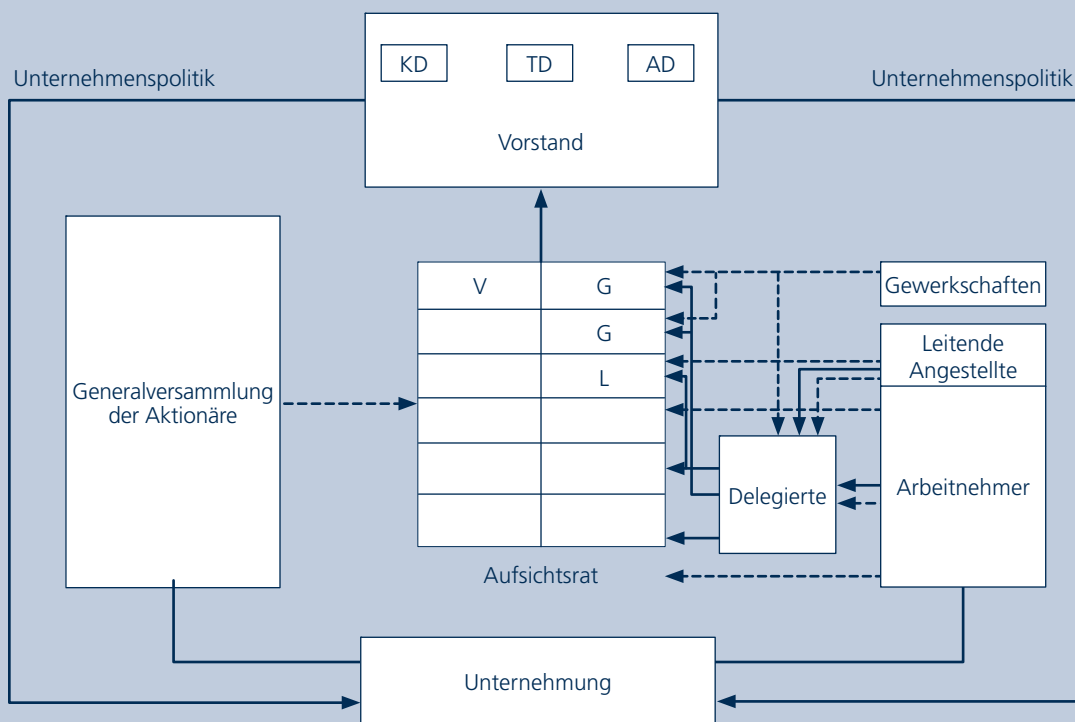 KD
TD
AD
Unternehmenspolitik
Unternehmenspolitik
Vorstand
V
G
Gewerkschaften
G
Leitende
Angestellte
L
Generalversammlung
der Aktionäre
Delegierte
Arbeitnehmer
Aufsichtsrat
Unternehmung